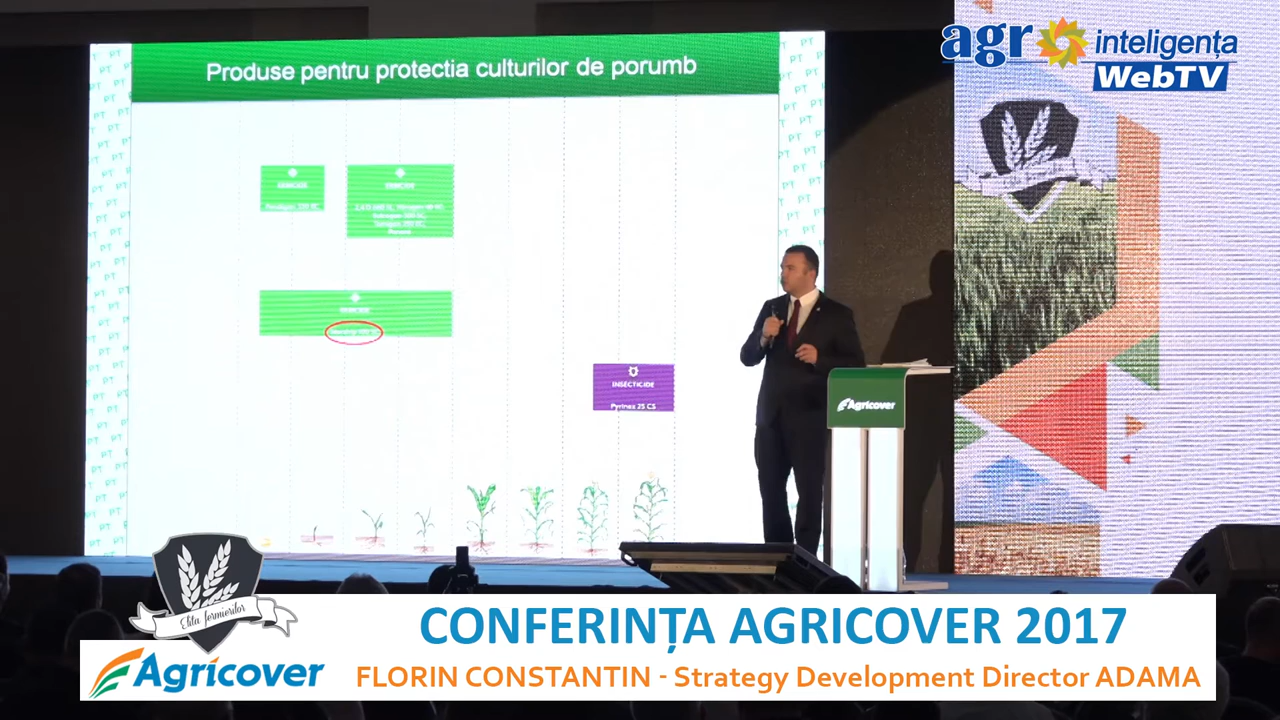 Produse pentru protectia culturilor de porumb
agr inteligența
WebTV
INSECTICIDE
Pyrinex 25 CS
Agricover
Elita fermierilor
Agricover
CONFERINȚA AGRICOVER 2017
FLORIN CONSTANTIN - Strategy Development Director ADAMA